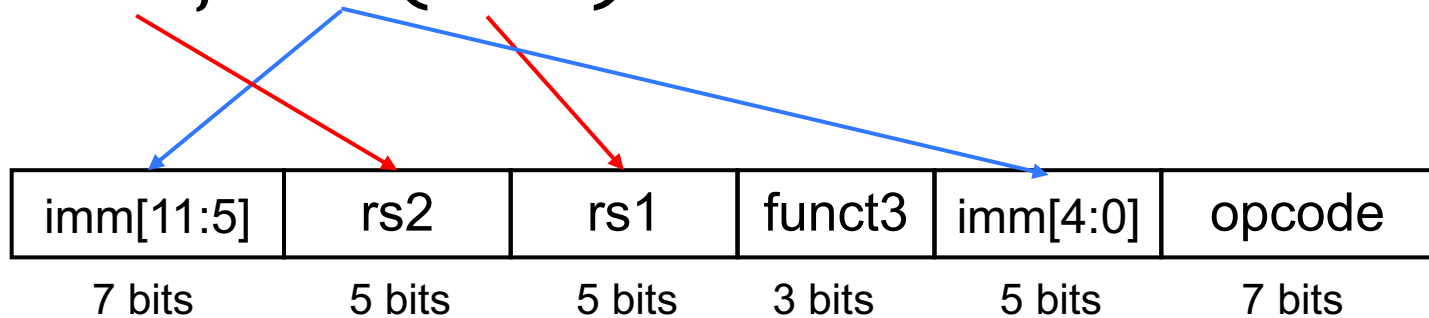 imm[11:5] rs2 rs1 funct3 imm[4:0] opcode
7 bits 5 bits 5 bits 3 bits 5 bits 7 bits